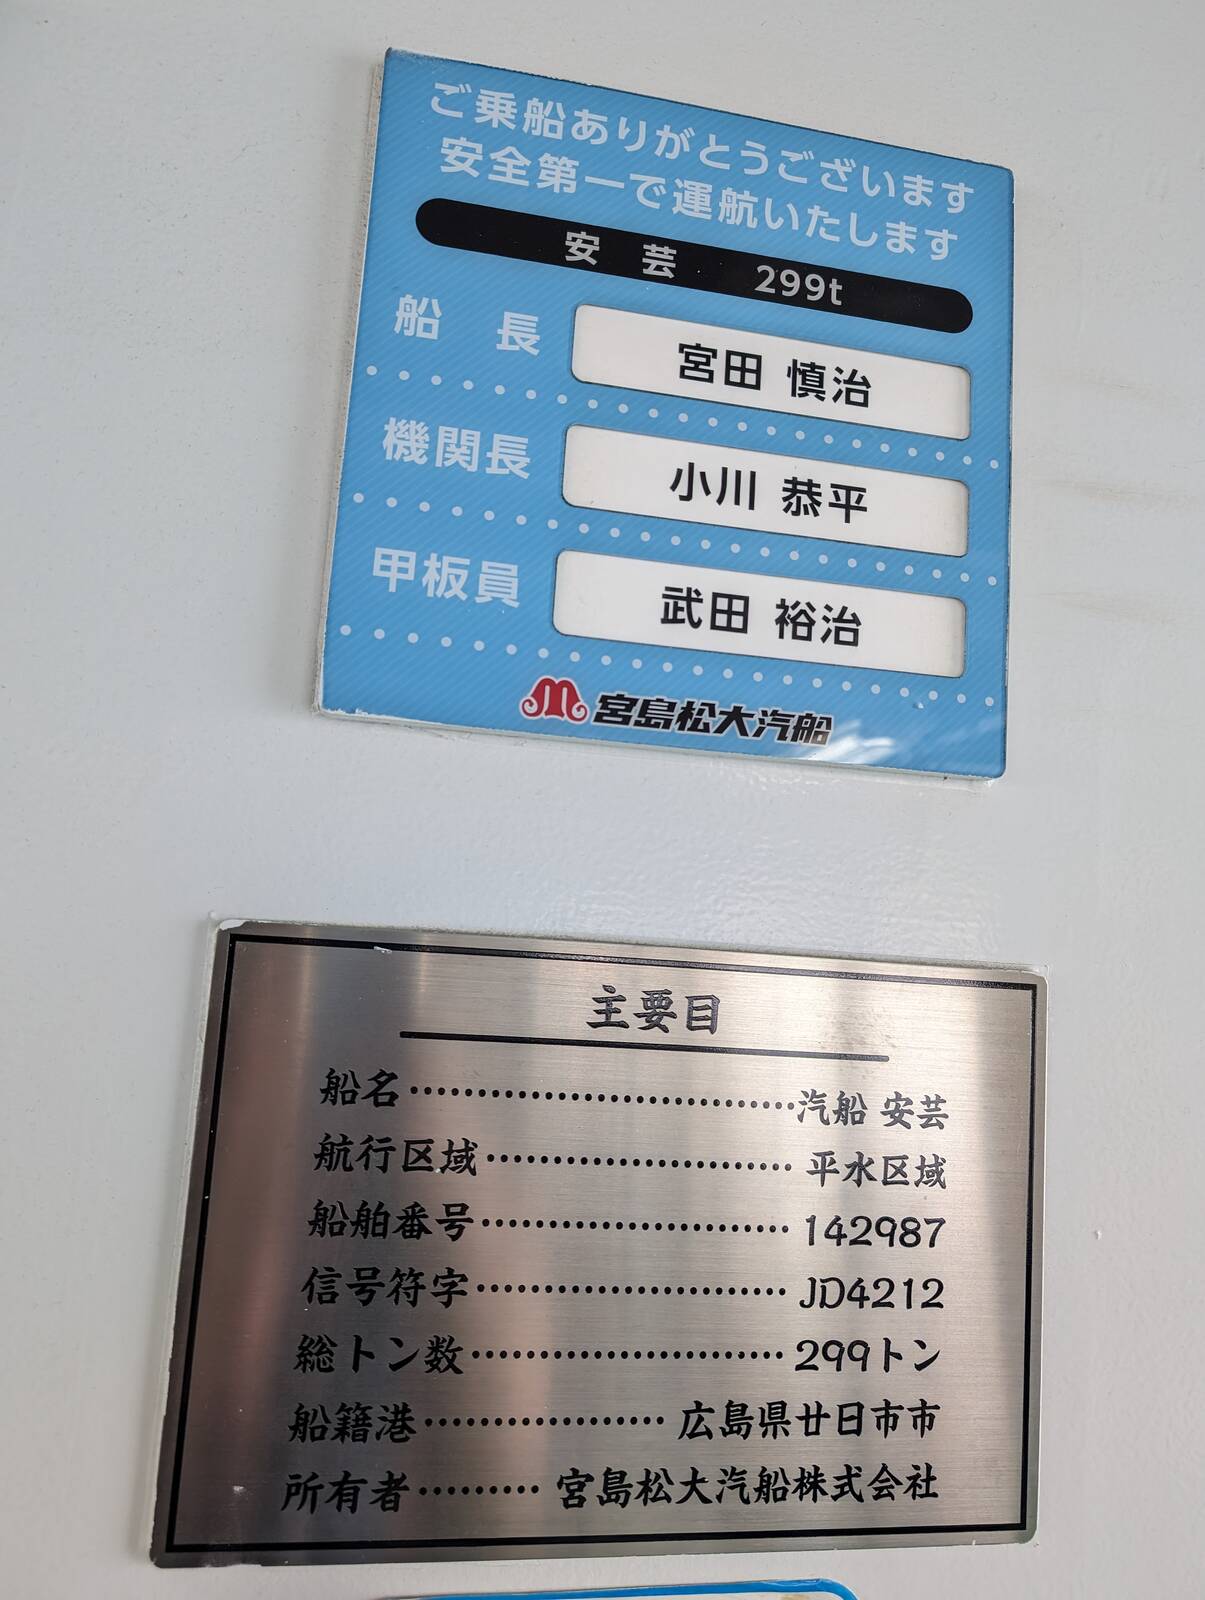 ご乗船ありがとうございます
安全第一で運航いたします
安 芸 299t
船 長 宮田 慎治
機関長 小川 恭平
甲板員 武田 裕治
宮島松大汽船
主要目
船名……………………………汽船 安芸
航行区域………………………平水区域
船舶番号………………………142987
信号符字………………………JD4212
総トン数………………………299トン
船籍港…………………広島県廿日市市
所有者………宮島松大汽船株式会社